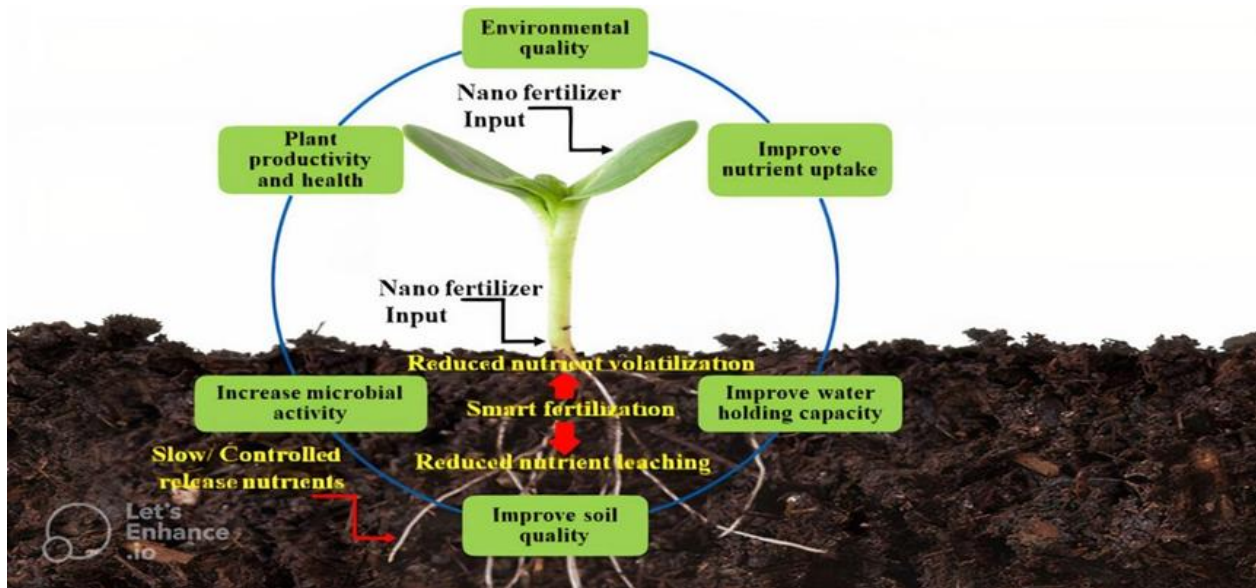 Environmental
quality
Nano fertilizer
Input
Plant
productivity
and health
Improve
nutrient uptake
Nano fertilizer
Input
Reduced nutrient volatilization
Increase microbial
activity
Smart fertilization
Improve water
holding capacity
Reduced nutrient leaching
Slow/ Controlled
release nutrients
Improve soil
quality
Let's
Enhance
.io